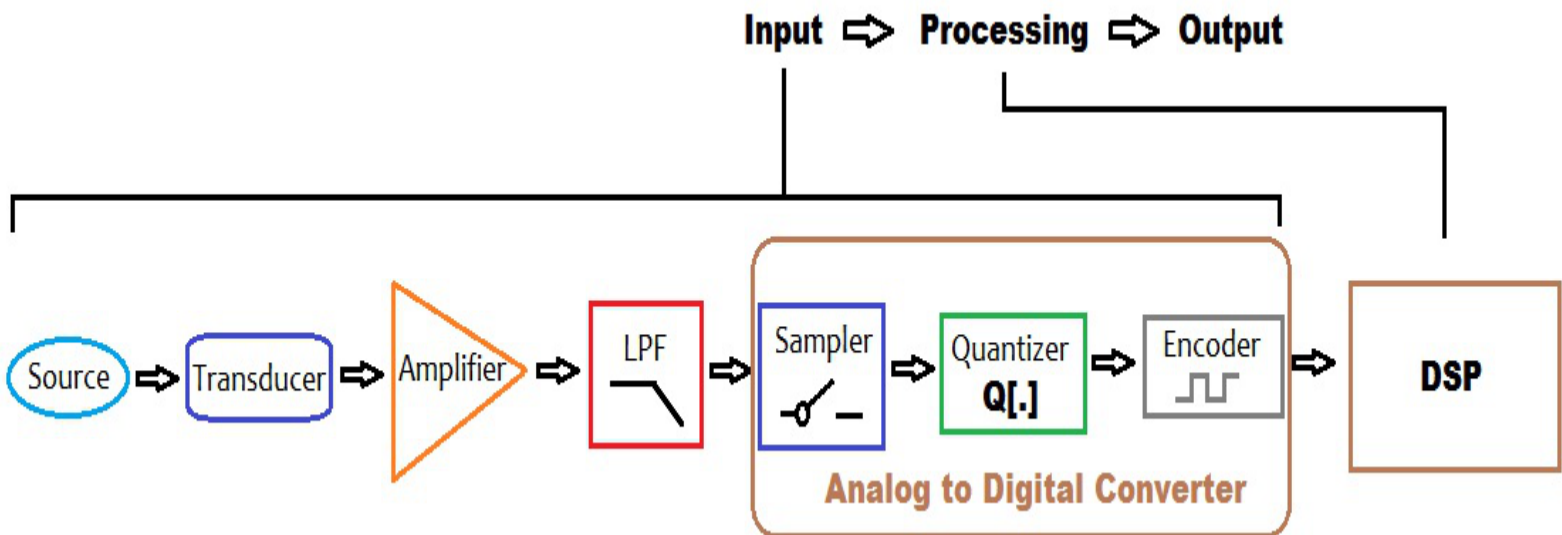 Input ⇨ Processing ⇨ Output
Source
Transducer
Amplifier
LPF
Sampler
Quantizer
Q[.]
Encoder
DSP
Analog to Digital Converter